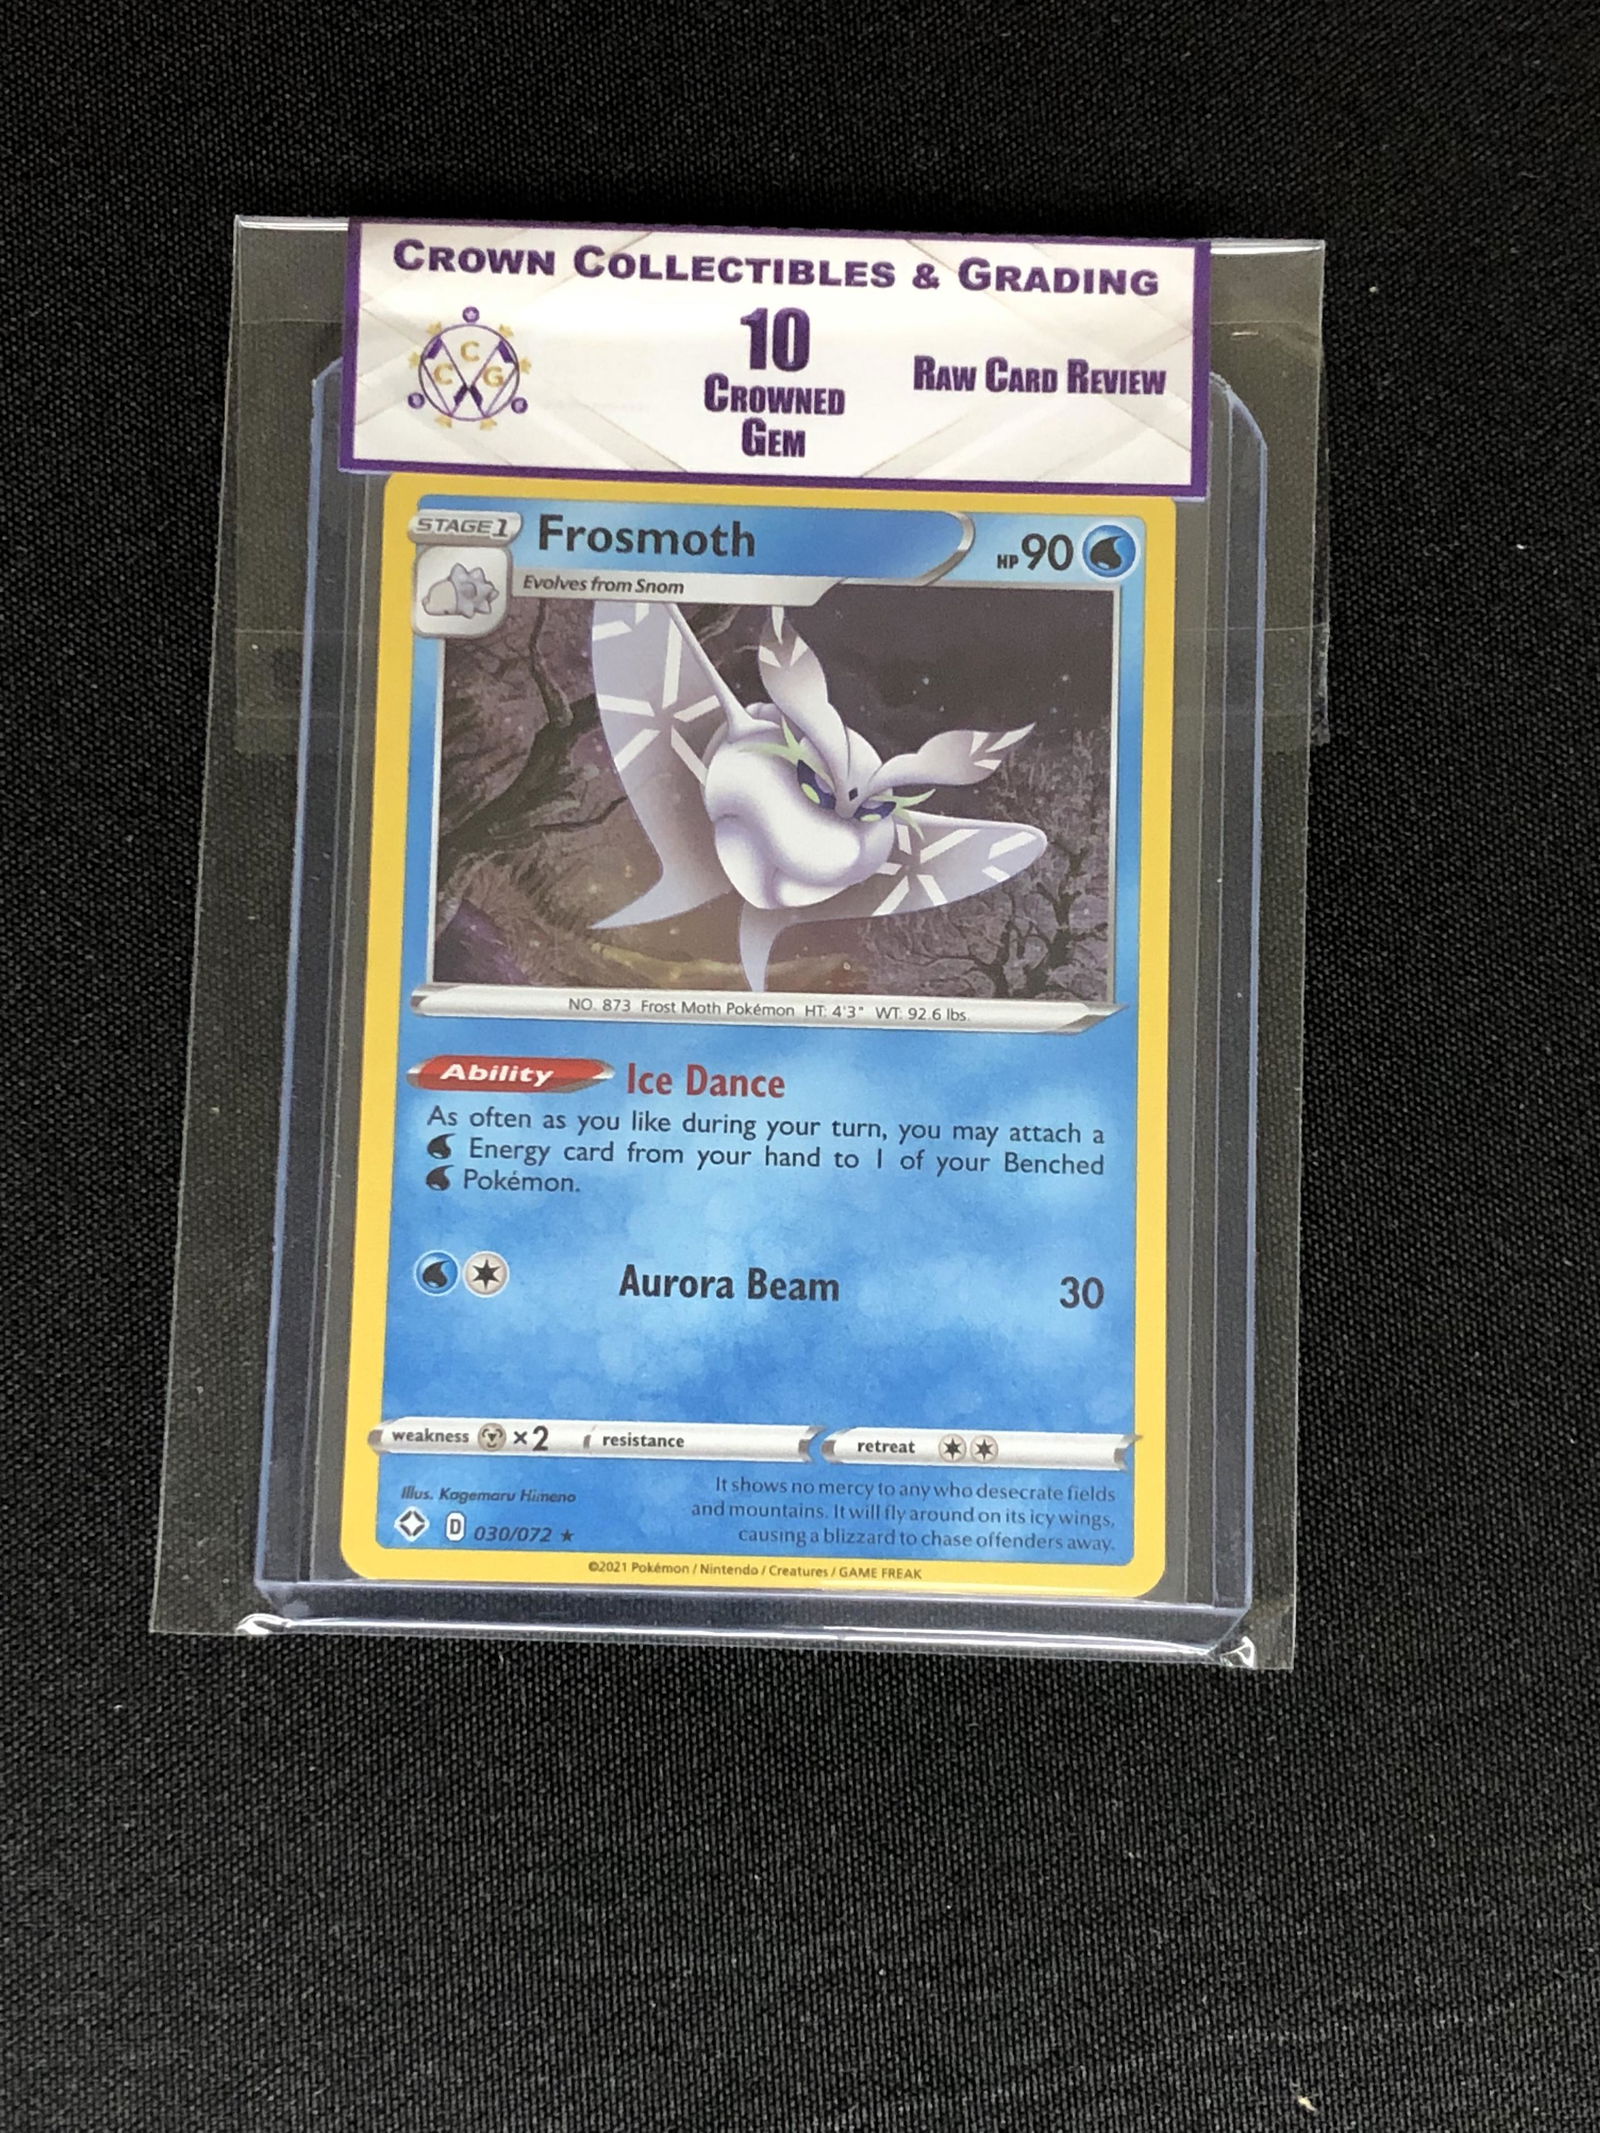 CROWN COLLECTIBLES & GRADING
C
C G
10
CROWNED
GEM
RAW CARD REVIEW
STAGE 1
Frosmoth
HP 90
Evolves from Snom
NO. 873 Frost Moth Pokémon HT: 4'3" WT: 92.6 lbs.
Ability Ice Dance
As often as you like during your turn, you may attach a
Energy card from your hand to 1 of your Benched
Pokémon.
Aurora Beam 30
weakness ×2 resistance retreat
Illus. Kagemaru Himeno
D 030/072 ★
It shows no mercy to any who desecrate fields
and mountains. It will fly around on its icy wings,
causing a blizzard to chase offenders away.
©2021 Pokémon / Nintendo / Creatures / GAME FREAK